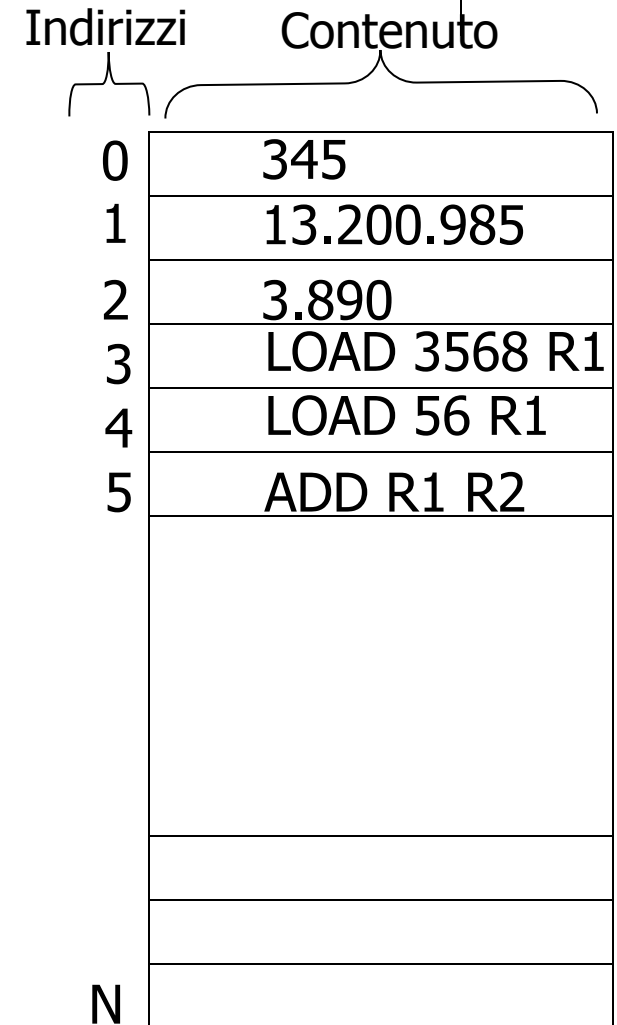 Indirizzi Contenuto
0 345
1 13.200.985
2 3.890
3 LOAD 3568 R1
4 LOAD 56 R1
5 ADD R1 R2
N